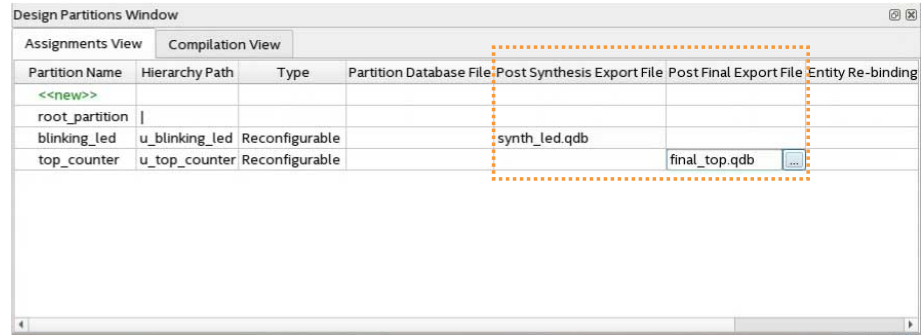 Design Partitions Window
Assignments View Compilation View
Partition Name Hierarchy Path Type Partition Database File Post Synthesis Export File Post Final Export File Entity Re-binding
<<new>>
root_partition |
blinking_led u_blinking_led Reconfigurable synth_led.qdb
top_counter u_top_counter Reconfigurable final_top.qdb ...